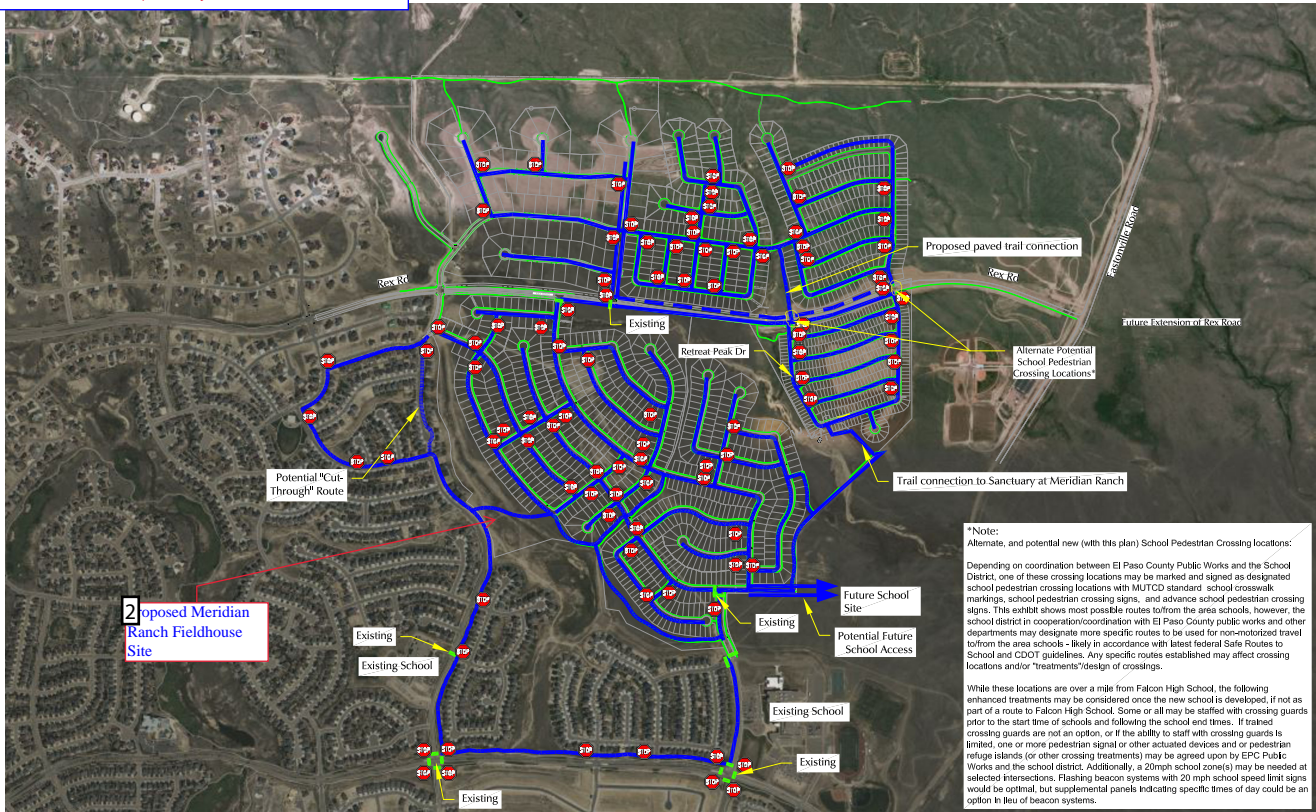 Proposed paved trail connection
Rex Rd
Rex Rd
Eastonville Road
Future Extension of Rex Road
Existing
Retreat Peak Dr
Alternate Potential
School Pedestrian
Crossing Locations*
Potential "Cut-
Through" Route
Trail connection to Sanctuary at Meridian Ranch
2
roposed Meridian
Ranch Fieldhouse
Site
Future School
Site
Existing
Potential Future
School Access
Existing
Existing School
Existing School
Existing
Existing
*Note:
Alternate, and potential new (with this plan) School Pedestrian Crossing locations:
Depending on coordination between El Paso County Public Works and the School
District, one of these crossing locations may be marked and signed as designated
school pedestrian crossing locations with MUTCD standard school crosswalk
markings, school pedestrian crossing signs, and advance school pedestrian crossing
signs. This exhibit shows most possible routes to/from the area schools, however, the
school district in cooperation/coordination with El Paso County public works and other
departments may designate more specific routes to be used for non-motorized travel
to/from the area schools - likely in accordance with latest federal Safe Routes to
School and CDOT guidelines. Any specific routes established may affect crossing
locations and/or "treatments"/design of crossings.
While these locations are over a mile from Falcon High School, the following
enhanced treatments may be considered once the new school is developed, if not as
part of a route to Falcon High School. Some or all may be staffed with crossing guards
prior to the start time of schools and following the school end times. If trained
crossing guards are not an option, or if the ability to staff with crossing guards is
limited, one or more pedestrian signal or other actuated devices and or pedestrian
refuge islands (or other crossing treatments) may be agreed upon by EPC Public
Works and the school district. Additionally, a 20mph school zone(s) may be needed at
selected intersections. Flashing beacon systems with 20 mph school speed limit signs
would be optimal, but supplemental panels indicating specific times of day could be an
option in lieu of beacon systems.